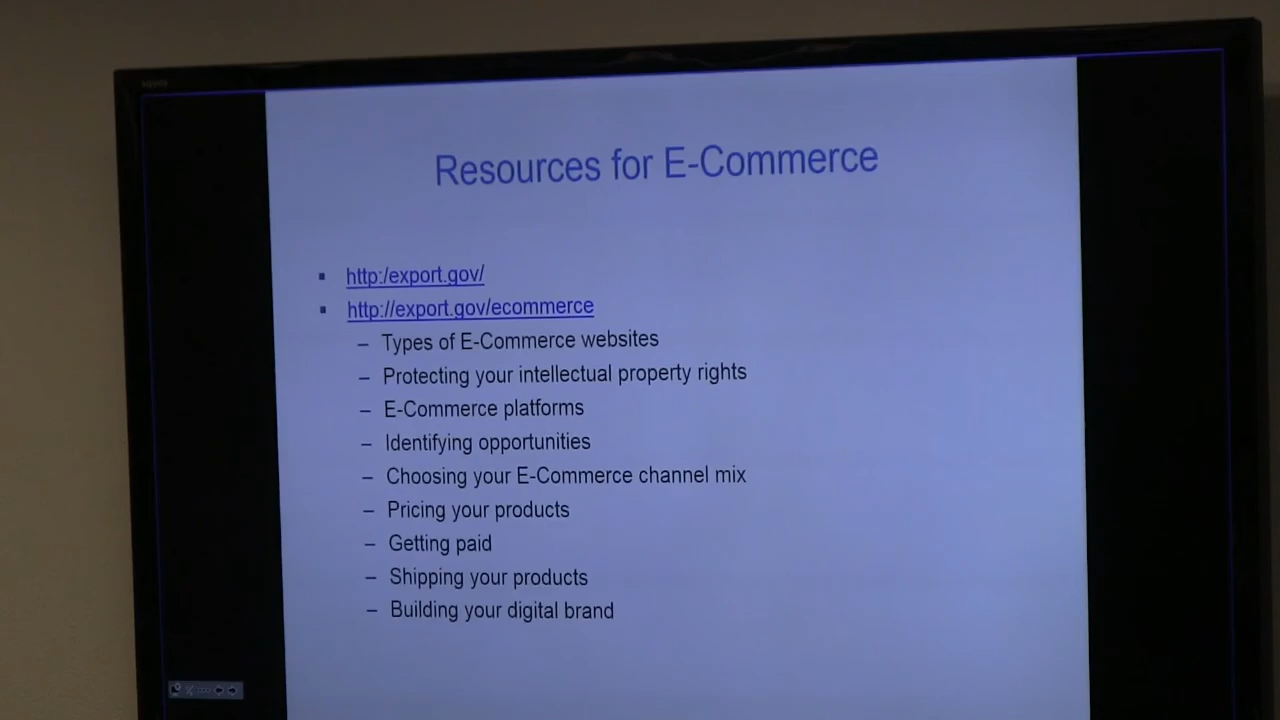 Resources for E-Commerce
▪ http:/export.gov/
▪ http://export.gov/ecommerce
– Types of E-Commerce websites
– Protecting your intellectual property rights
– E-Commerce platforms
– Identifying opportunities
– Choosing your E-Commerce channel mix
– Pricing your products
– Getting paid
– Shipping your products
– Building your digital brand